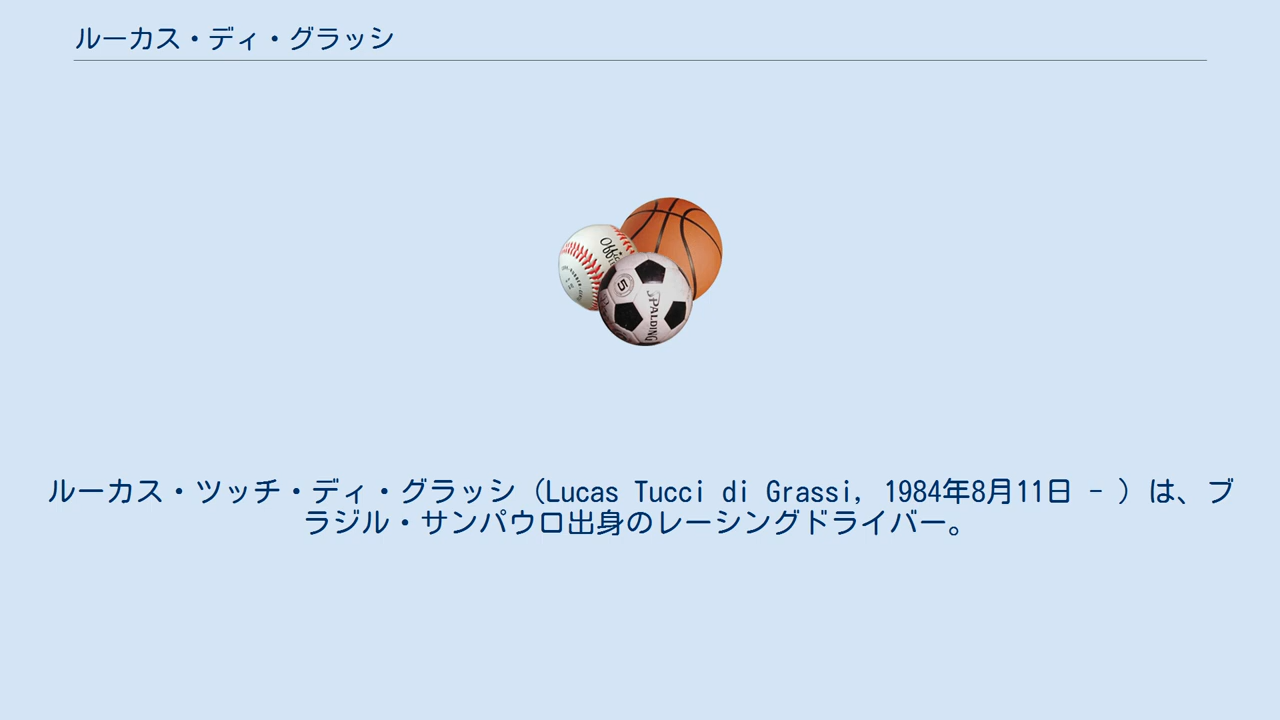 ルーカス・ディ・グラッシ
Offici
5
SPALDING
ルーカス・ツッチ・ディ・グラッシ（Lucas Tucci di Grassi, 1984年8月11日 - ）は、ブ
ラジル・サンパウロ出身のレーシングドライバー。